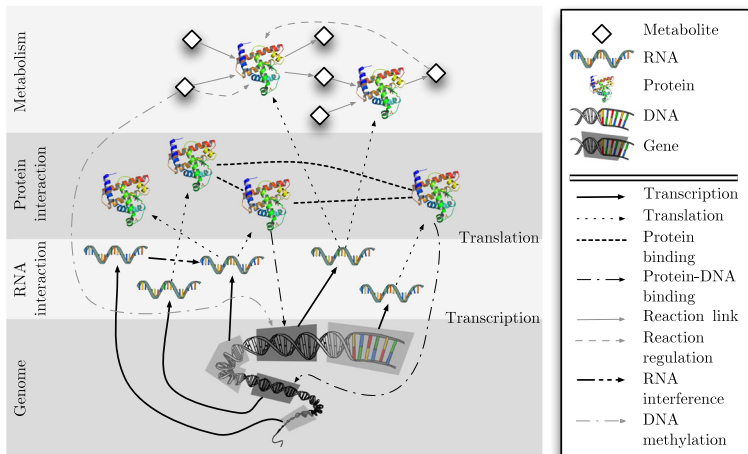 Metabolism
Protein
interaction
RNA
interaction
Genome
Translation
Transcription
Metabolite
RNA
Protein
DNA
Gene
Transcription
Translation
Protein
binding
Protein-DNA
binding
Reaction link
Reaction
regulation
RNA
interference
DNA
methylation